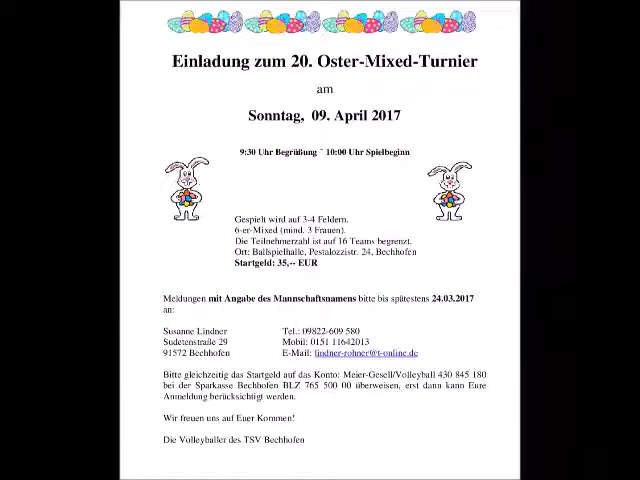 Einladung zum 20. Oster-Mixed-Turnier
am
Sonntag, 09. April 2017
9:30 Uhr Begrüßung ~ 10:00 Uhr Spielbeginn
Gespielt wird auf 3-4 Feldern.
6-er-Mixed (mind. 3 Frauen).
Die Teilnehmerzahl ist auf 16 Teams begrenzt.
Ort: Ballspielhalle, Pestalozzistr. 24, Bechhofen
Startgeld: 35,-- EUR
Meldungen mit Angabe des Mannschaftsnamens bitte bis spätestens 24.03.2017
an:
Susanne Lindner Tel.: 09822-609 580
Sudetenstraße 29 Mobil: 0151 11642013
91572 Bechhofen E-Mail: lindner-rohner@t-online.de
Bitte gleichzeitig das Startgeld auf das Konto: Meier-Gesell/Volleyball 430 845 180
bei der Sparkasse Bechhofen BLZ 765 500 00 überweisen, erst dann kann Eure
Anmeldung berücksichtigt werden.
Wir freuen uns auf Euer Kommen!
Die Volleyballer des TSV Bechhofen